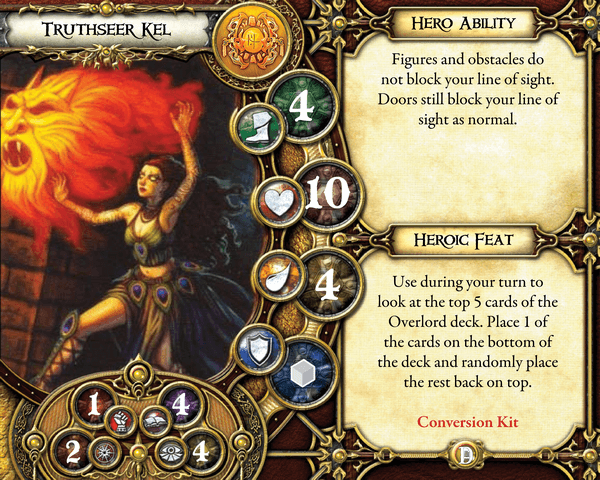 Truthseer Kel
4
10
4
1
4
2
4
Hero Ability
Figures and obstacles do
not block your line of sight.
Doors still block your line of
sight as normal.
Heroic Feat
Use during your turn to
look at the top 5 cards of the
Overlord deck. Place 1 of
the cards on the bottom of
the deck and randomly place
the rest back on top.
Conversion Kit
D